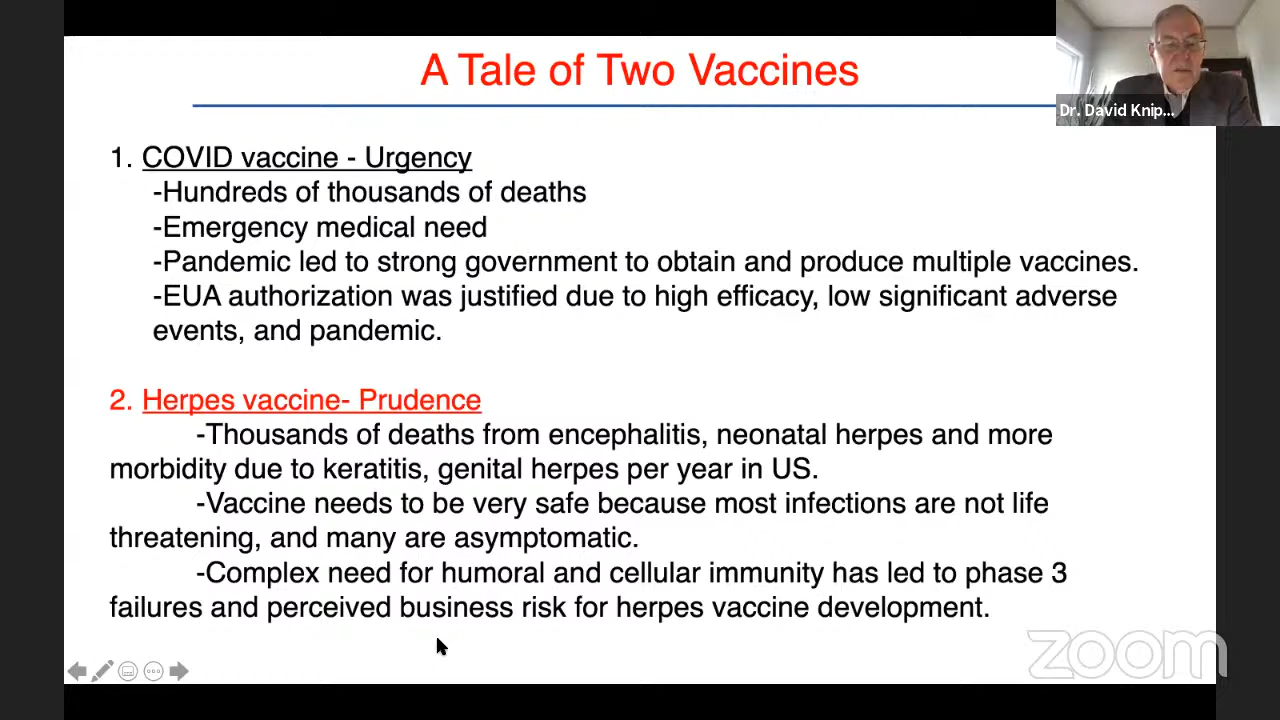 A Tale of Two Vaccines
Dr. David Knip...
1. COVID vaccine - Urgency
-Hundreds of thousands of deaths
-Emergency medical need
-Pandemic led to strong government to obtain and produce multiple vaccines.
-EUA authorization was justified due to high efficacy, low significant adverse
events, and pandemic.
2. Herpes vaccine- Prudence
-Thousands of deaths from encephalitis, neonatal herpes and more
morbidity due to keratitis, genital herpes per year in US.
-Vaccine needs to be very safe because most infections are not life
threatening, and many are asymptomatic.
-Complex need for humoral and cellular immunity has led to phase 3
failures and perceived business risk for herpes vaccine development.
zoom